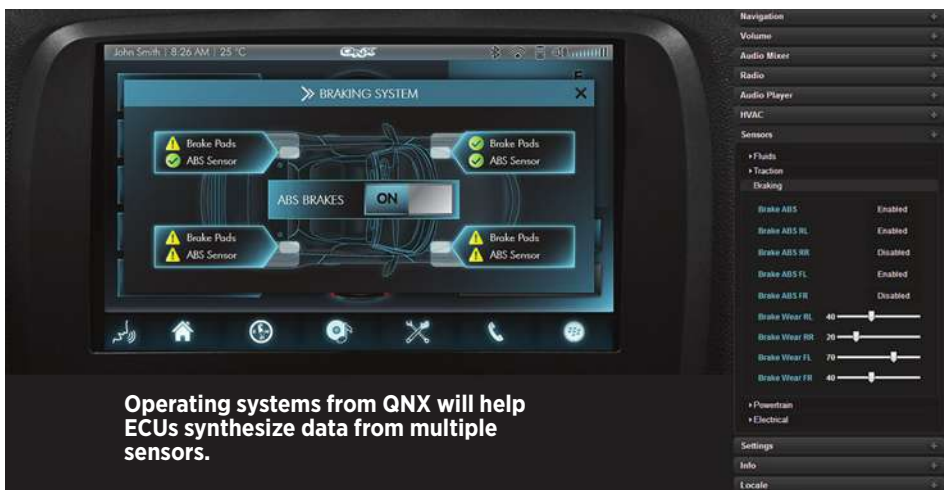 John Smith | 8:26 AM | 25 °C
QNX
BRAKING SYSTEM
Brake Pads
ABS Sensor
Brake Pads
ABS Sensor
ABS BRAKES ON
Brake Pads
ABS Sensor
Brake Pads
ABS Sensor
Operating systems from QNX will help
ECUs synthesize data from multiple
sensors.
Navigation
Volume
Audio Mixer
Radio
Audio Player
HVAC
Sensors
Fluids
Traction
Braking
Brake ABS Enabled
Brake ABS RL Enabled
Brake ABS RR Disabled
Brake ABS FL Enabled
Brake ABS FR Disabled
Brake Wear RL 40
Brake Wear RR 20
Brake Wear FL 70
Brake Wear FR 40
Powertrain
Electrical
Settings
Info
Locale